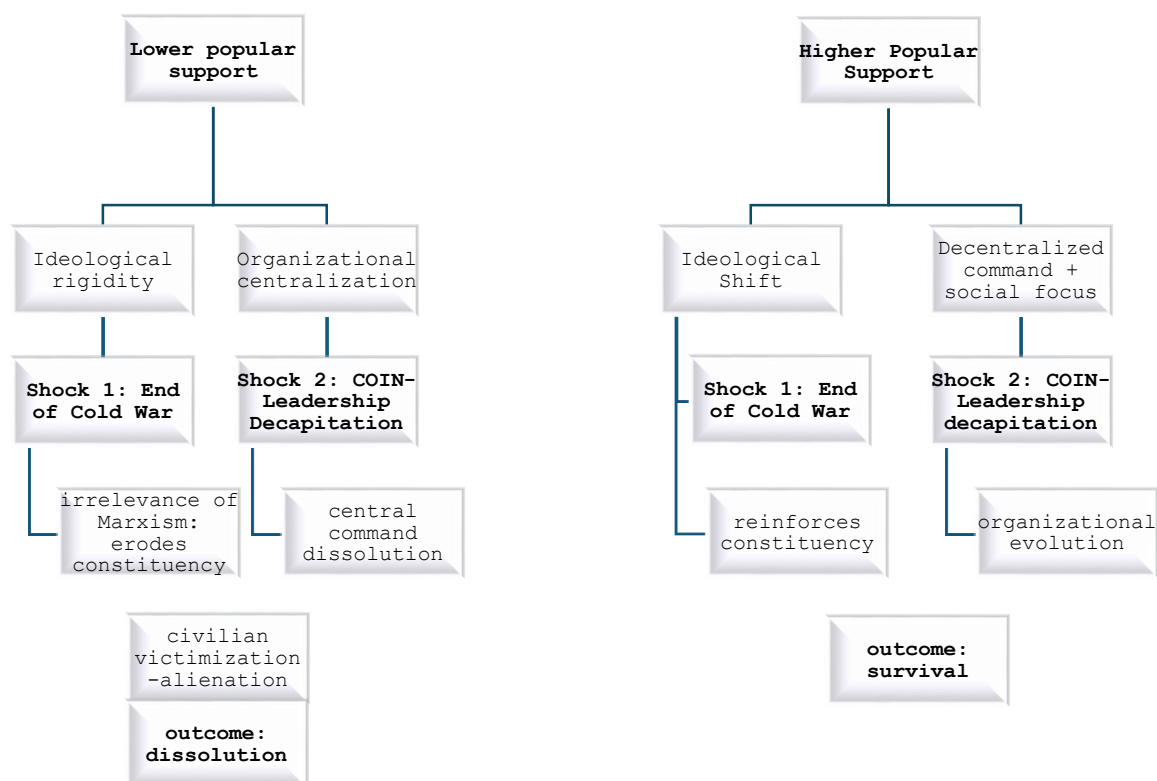 Lower popular
support
Ideological
rigidity
Organizational
centralization
Shock 1: End
of Cold War
Shock 2: COIN-
Leadership
Decapitation
irrelevance of
Marxism:
erodes
constituency
central
command
dissolution
civilian
victimization
-alienation
outcome:
dissolution
Higher Popular
Support
Ideological
Shift
Decentralized
command +
social focus
Shock 1: End
of Cold War
Shock 2: COIN-
Leadership
decapitation
reinforces
constituency
organizational
evolution
outcome:
survival